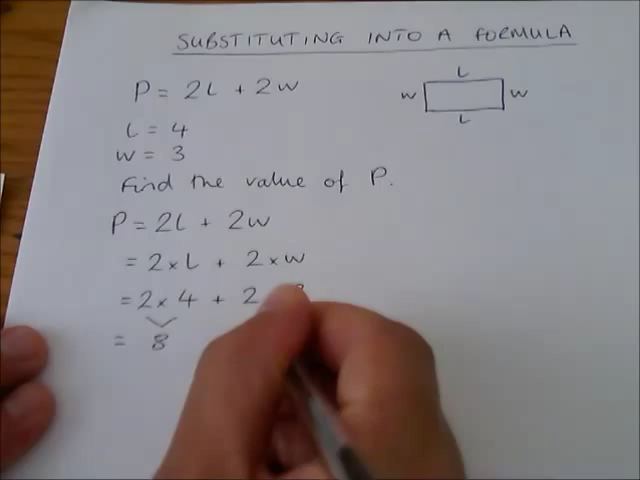 SUBSTITUTING INTO A FORMULA
L
P = 2L + 2W
W W
L
L = 4
W = 3
Find the value of P.
P = 2L + 2W
= 2 × L + 2 × W
= 2 × 4 + 2
= 8